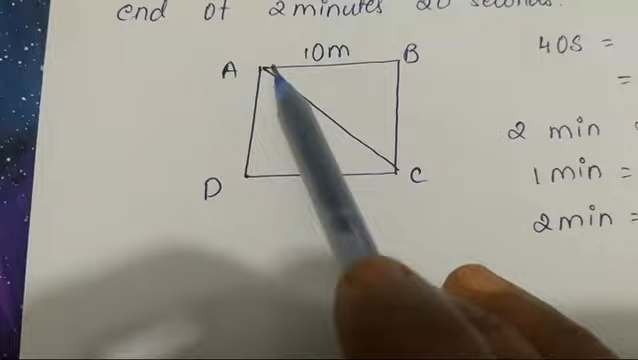 end of 2 minutes 20 seconds.
10m
A B
40s =
=
2 min
D C
1 min =
2 min =